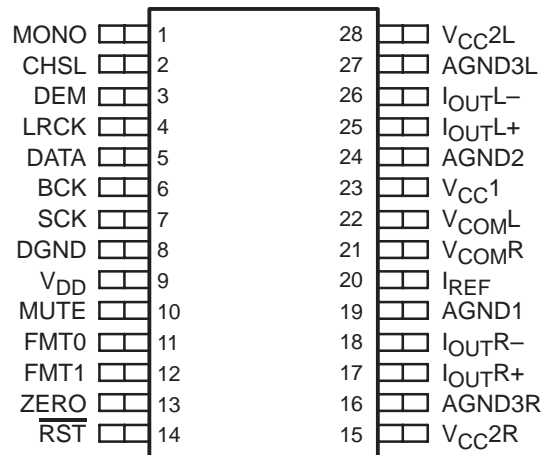 MONO 1 28 VCC2L
CHSL 2 27 AGND3L
DEM 3 26 IOUTL–
LRCK 4 25 IOUTL+
DATA 5 24 AGND2
BCK 6 23 VCC1
SCK 7 22 VCOML
DGND 8 21 VCOMR
VDD 9 20 IREF
MUTE 10 19 AGND1
FMT0 11 18 IOUTR–
FMT1 12 17 IOUTR+
ZERO 13 16 AGND3R
RST 14 15 VCC2R